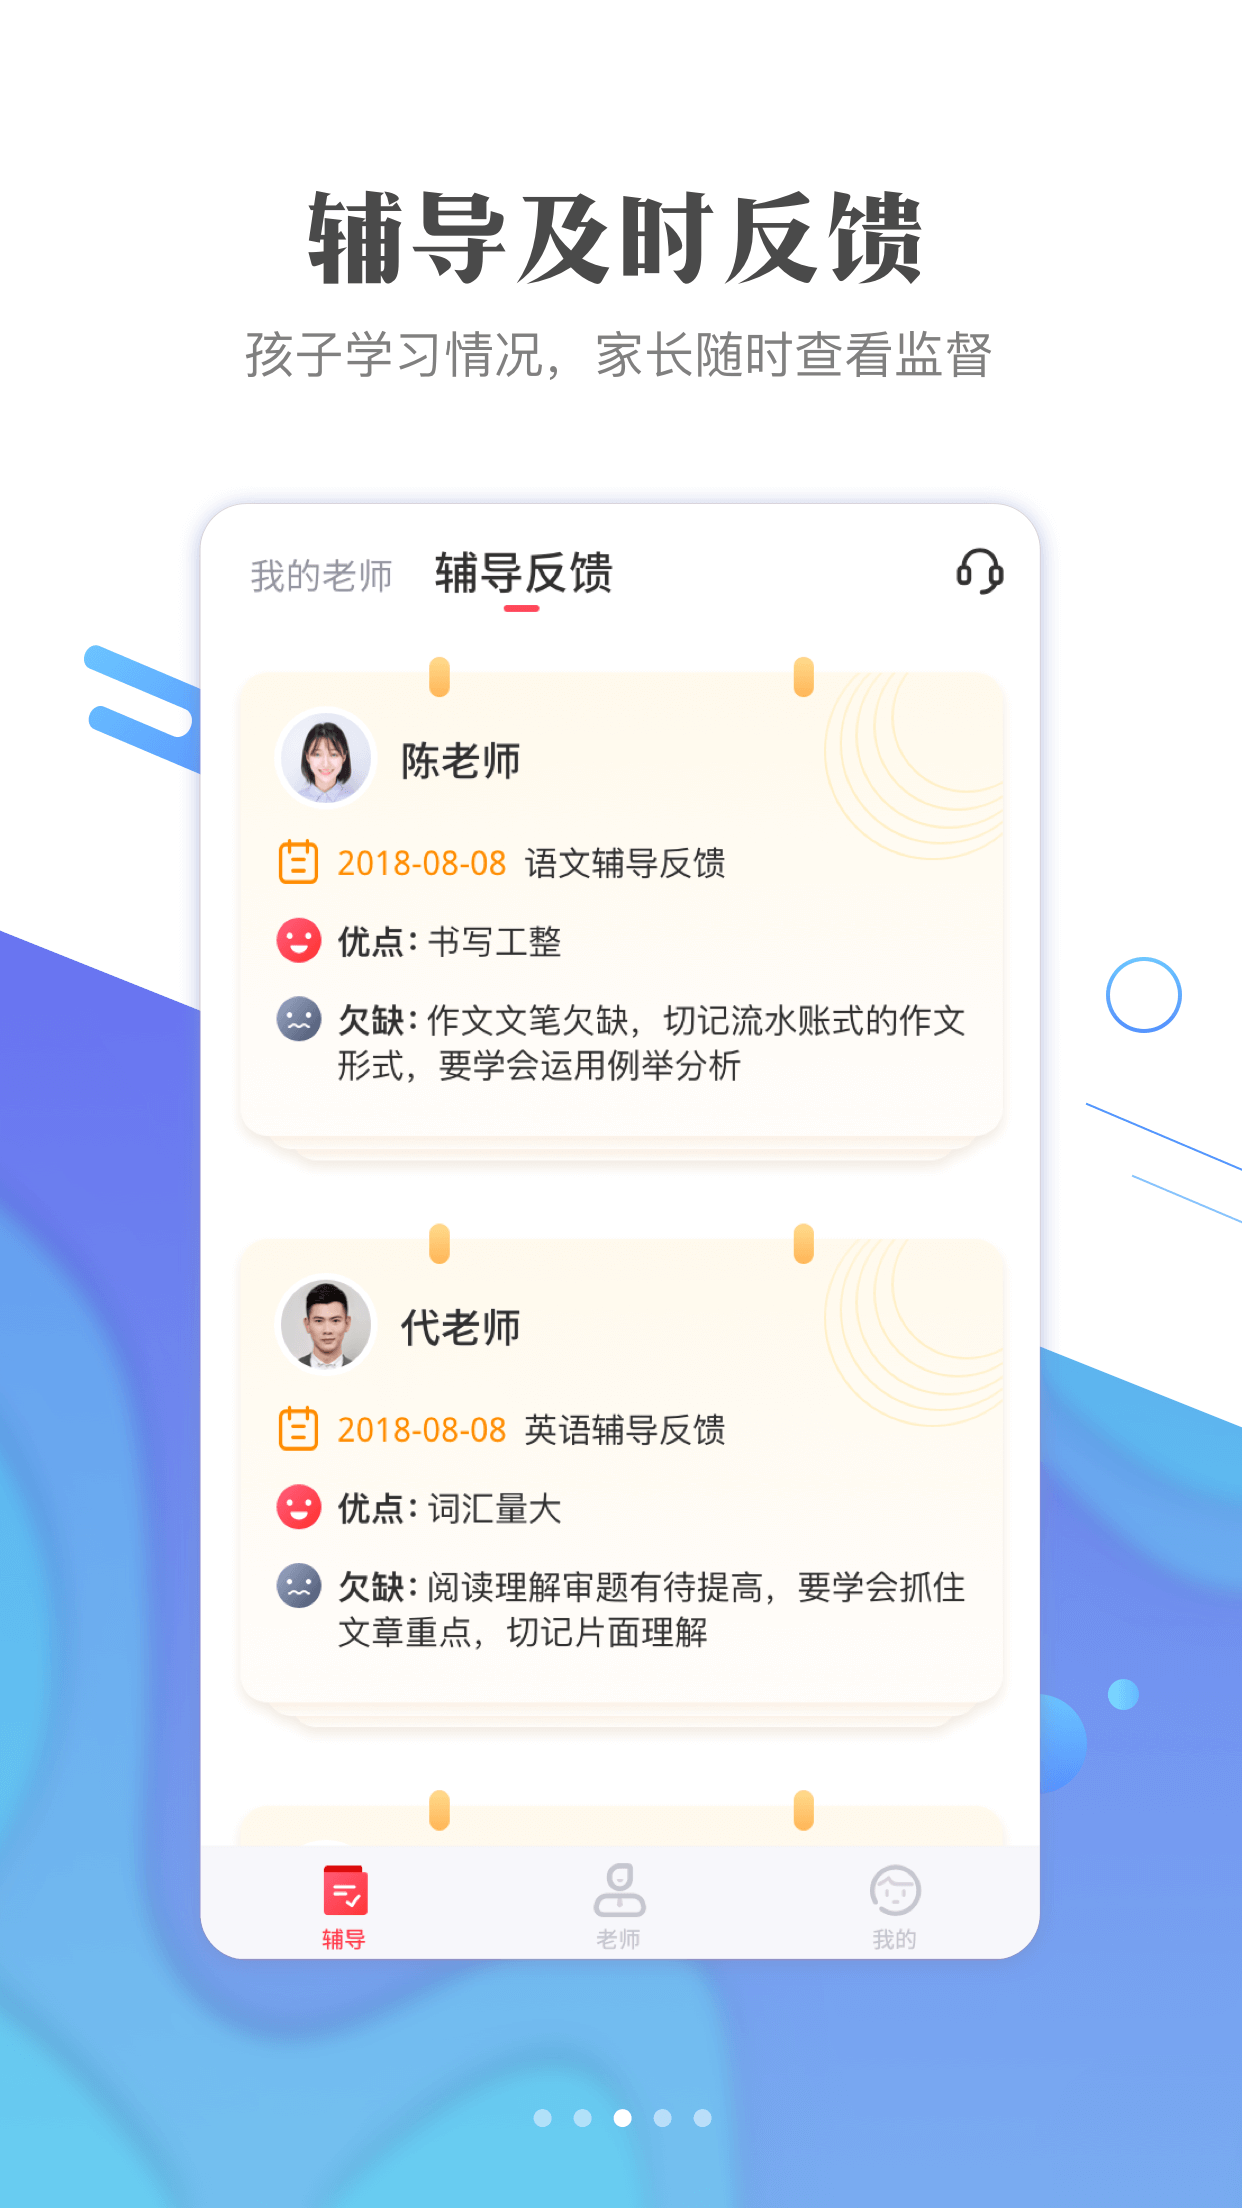 辅导及时反馈
孩子学习情况，家长随时查看监督
我的老师 辅导反馈
陈老师
2018-08-08 语文辅导反馈
优点：书写工整
欠缺：作文文笔欠缺，切记流水账式的作文
形式，要学会运用例举分析
代老师
2018-08-08 英语辅导反馈
优点：词汇量大
欠缺：阅读理解审题有待提高，要学会抓住
文章重点，切记片面理解
辅导 老师 我的